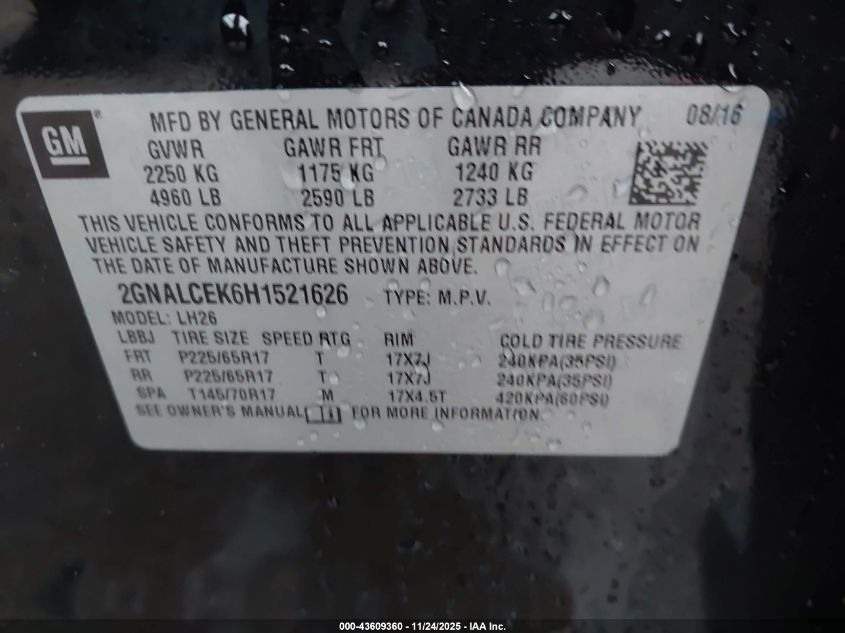 GM® MFD BY GENERAL MOTORS OF CANADA COMPANY 08/16
GVWR GAWR FRT GAWR RR
2250 KG 1175 KG 1240 KG
4960 LB 2590 LB 2733 LB
THIS VEHICLE CONFORMS TO ALL APPLICABLE U.S. FEDERAL MOTOR
VEHICLE SAFETY AND THEFT PREVENTION STANDARDS IN EFFECT ON
THE DATE OF MANUFACTURE SHOWN ABOVE.
2GNALCEK6H1521626 TYPE: M.P.V.
MODEL: LH26
LBBJ TIRE SIZE SPEED RTG RIM COLD TIRE PRESSURE
FRT P225/65R17 T 17X7J 240KPA(35PSI)
RR P225/65R17 T 17X7J 240KPA(35PSI)
SPA T145/70R17 M 17X4.5T 420KPA(60PSI)
SEE OWNER'S MANUAL FOR MORE INFORMATION.
000-43609360 - 11/24/2025 - IAA Inc.